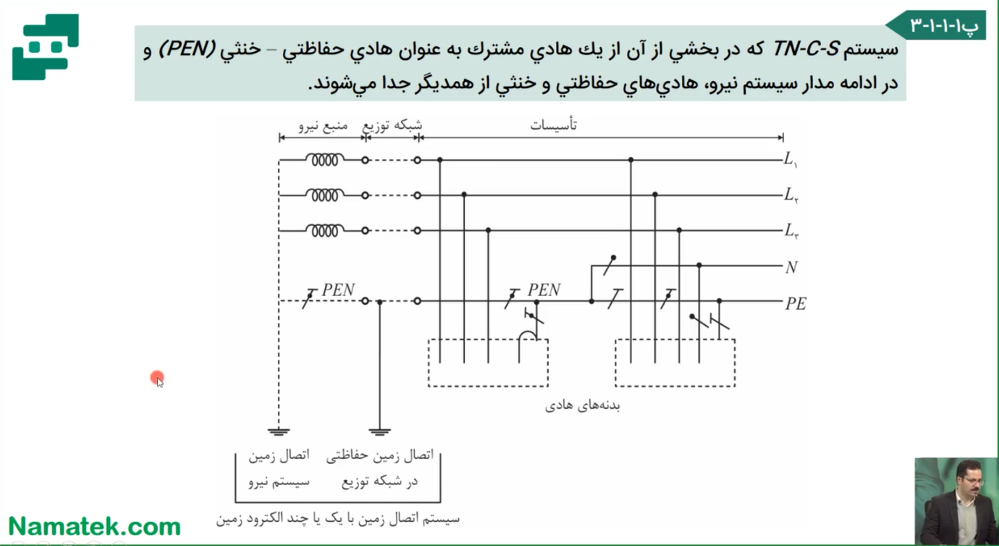 پ۱-۱-۱-۳
سیستم TN-C-S که در بخشي از آن از يك هادي مشترك به عنوان هادي حفاظتي – خنثي (PEN) و
در ادامه مدار سیستم نیرو، هادي‌هاي حفاظتي و خنثي از همديگر جدا مي‌شوند.
منبع نیرو شبکه توزیع تأسیسات
L۱
L۲
L۳
N
PEN PEN PE
بدنه‌های هادی
اتصال زمین اتصال زمین حفاظتی
سیستم نیرو در شبکه توزیع
سیستم اتصال زمین با یک یا چند الکترود زمین
Namatek.com